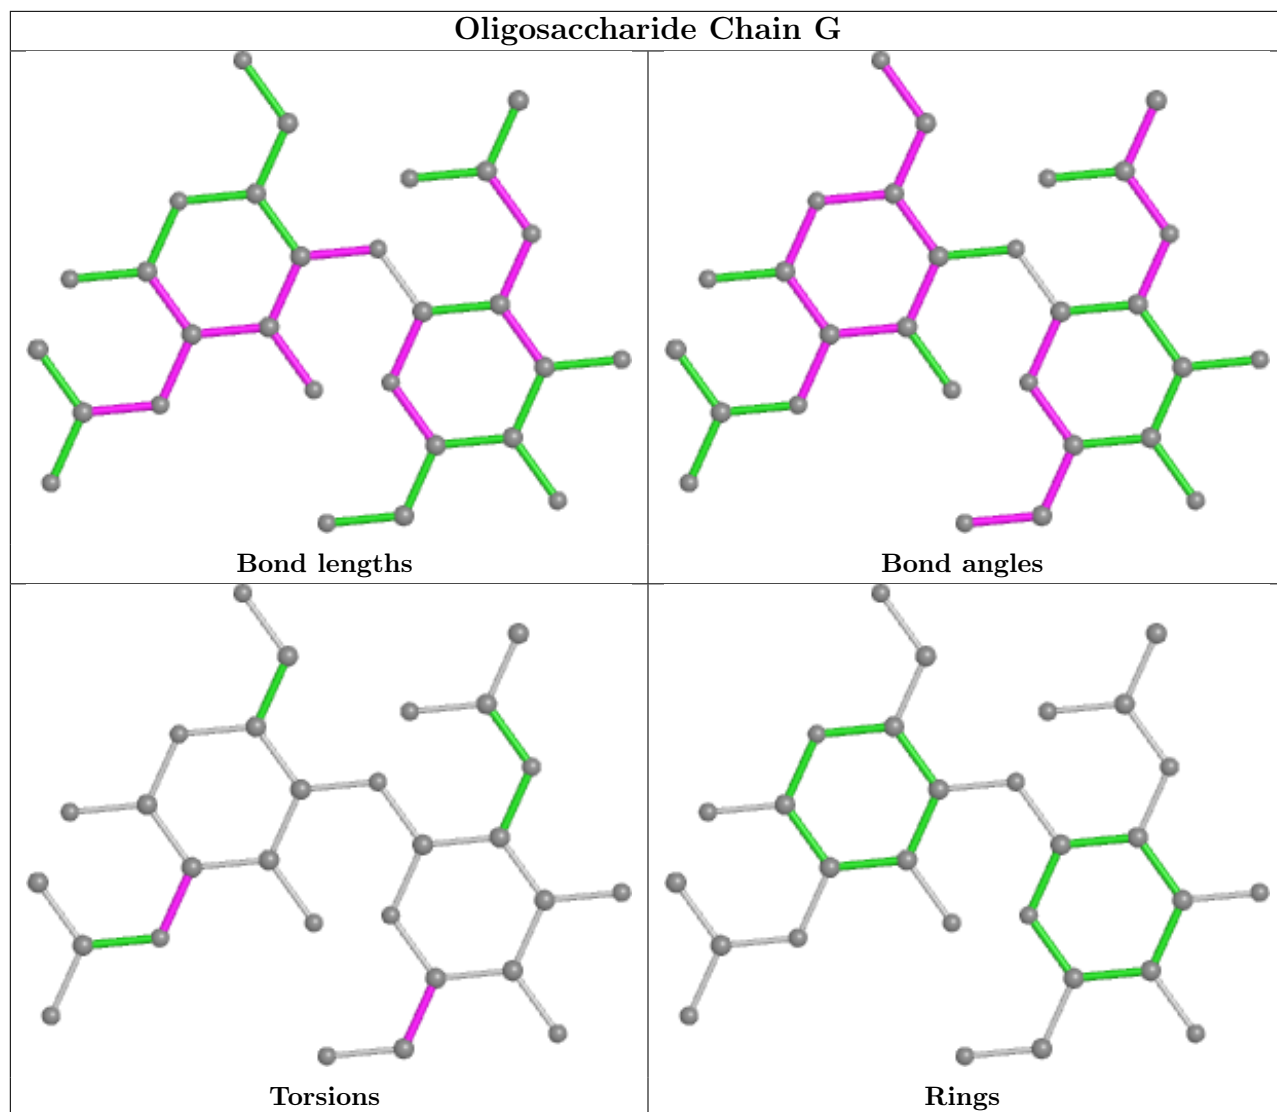 Oligosaccharide Chain G
Bond lengths
Bond angles
Torsions
Rings